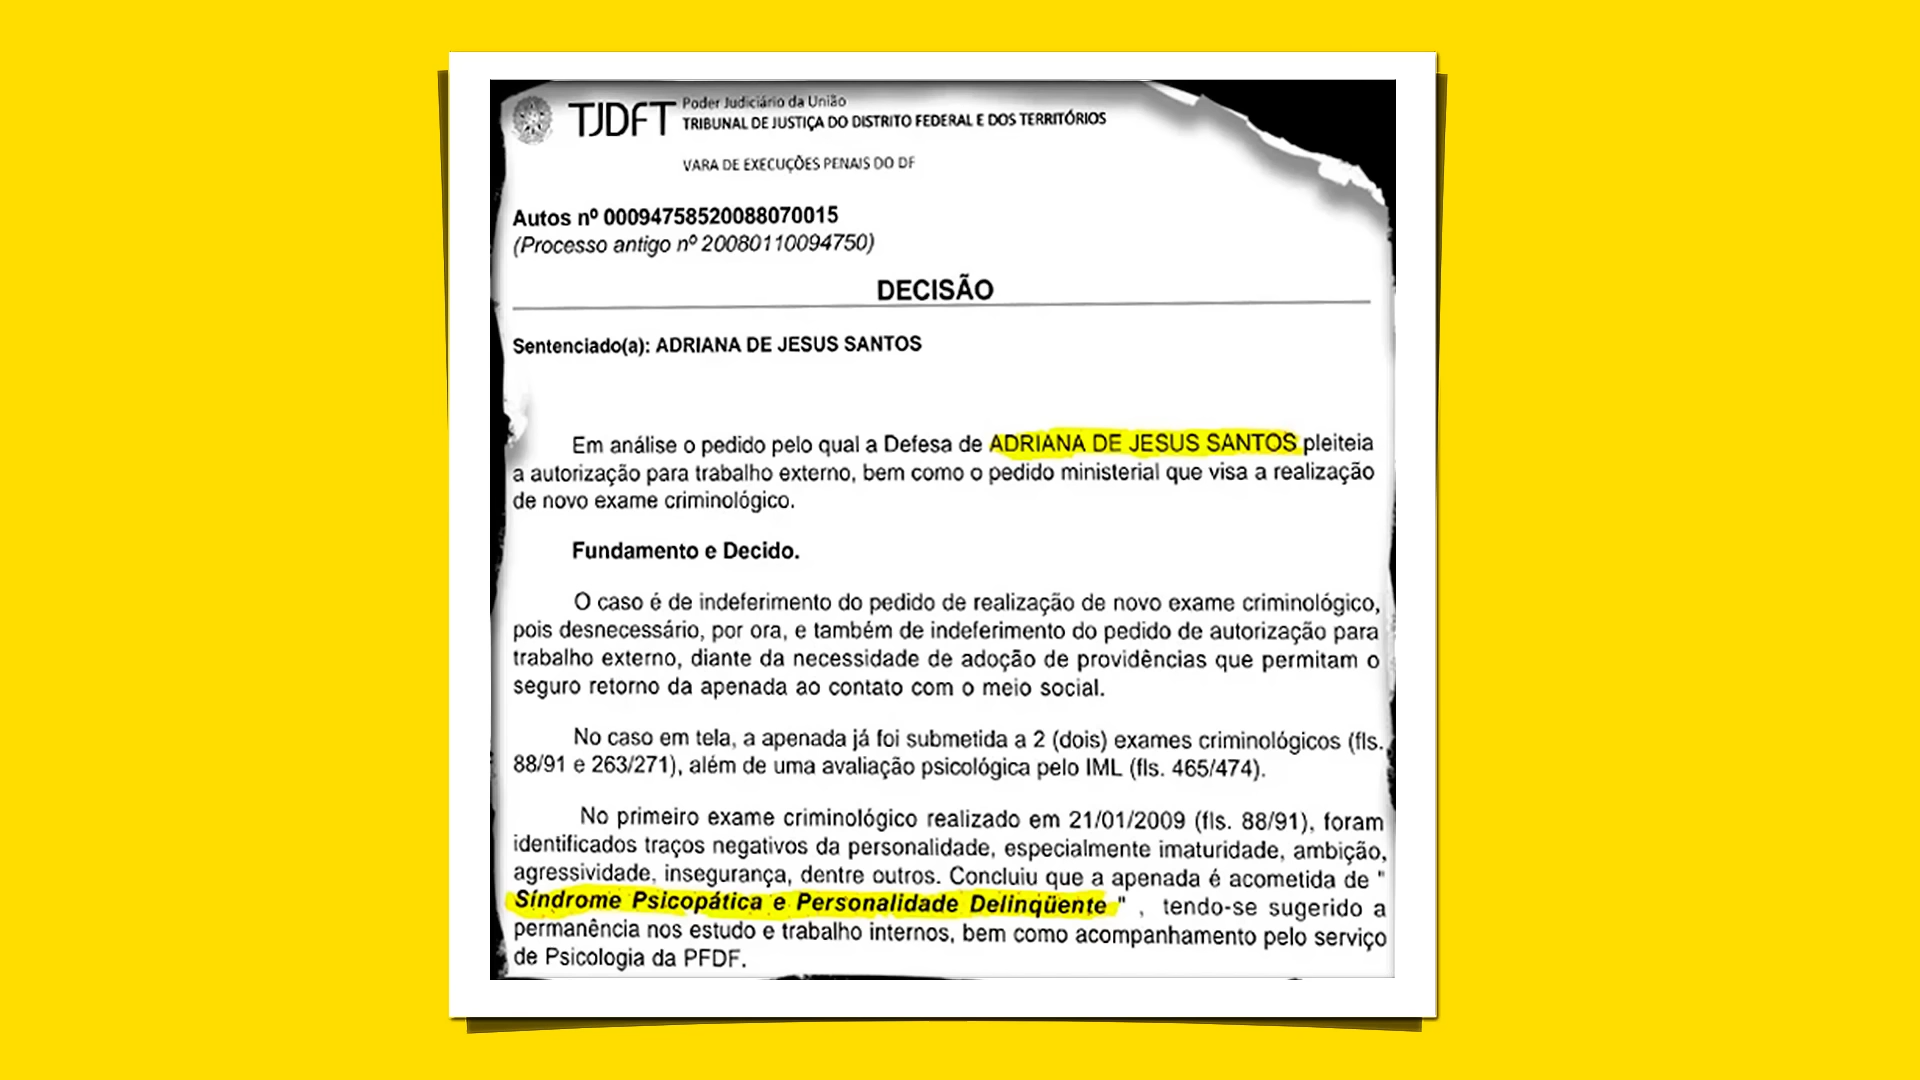 TJDFT Poder Judiciário da União
TRIBUNAL DE JUSTIÇA DO DISTRITO FEDERAL E DOS TERRITÓRIOS
VARA DE EXECUÇÕES PENAIS DO DF
Autos nº 00094758520088070015
(Processo antigo nº 20080110094750)
DECISÃO
Sentenciado(a): ADRIANA DE JESUS SANTOS
Em análise o pedido pelo qual a Defesa de ADRIANA DE JESUS SANTOS pleiteia
a autorização para trabalho externo, bem como o pedido ministerial que visa a realização
de novo exame criminológico.
Fundamento e Decido.
O caso é de indeferimento do pedido de realização de novo exame criminológico,
pois desnecessário, por ora, e também de indeferimento do pedido de autorização para
trabalho externo, diante da necessidade de adoção de providências que permitam o
seguro retorno da apenada ao contato com o meio social.
No caso em tela, a apenada já foi submetida a 2 (dois) exames criminológicos (fls.
88/91 e 263/271), além de uma avaliação psicológica pelo IML (fls. 465/474).
No primeiro exame criminológico realizado em 21/01/2009 (fls. 88/91), foram
identificados traços negativos da personalidade, especialmente imaturidade, ambição,
agressividade, insegurança, dentre outros. Concluiu que a apenada é acometida de "
Síndrome Psicopática e Personalidade Delinqüente " , tendo-se sugerido a
permanência nos estudo e trabalho internos, bem como acompanhamento pelo serviço
de Psicologia da PFDF.